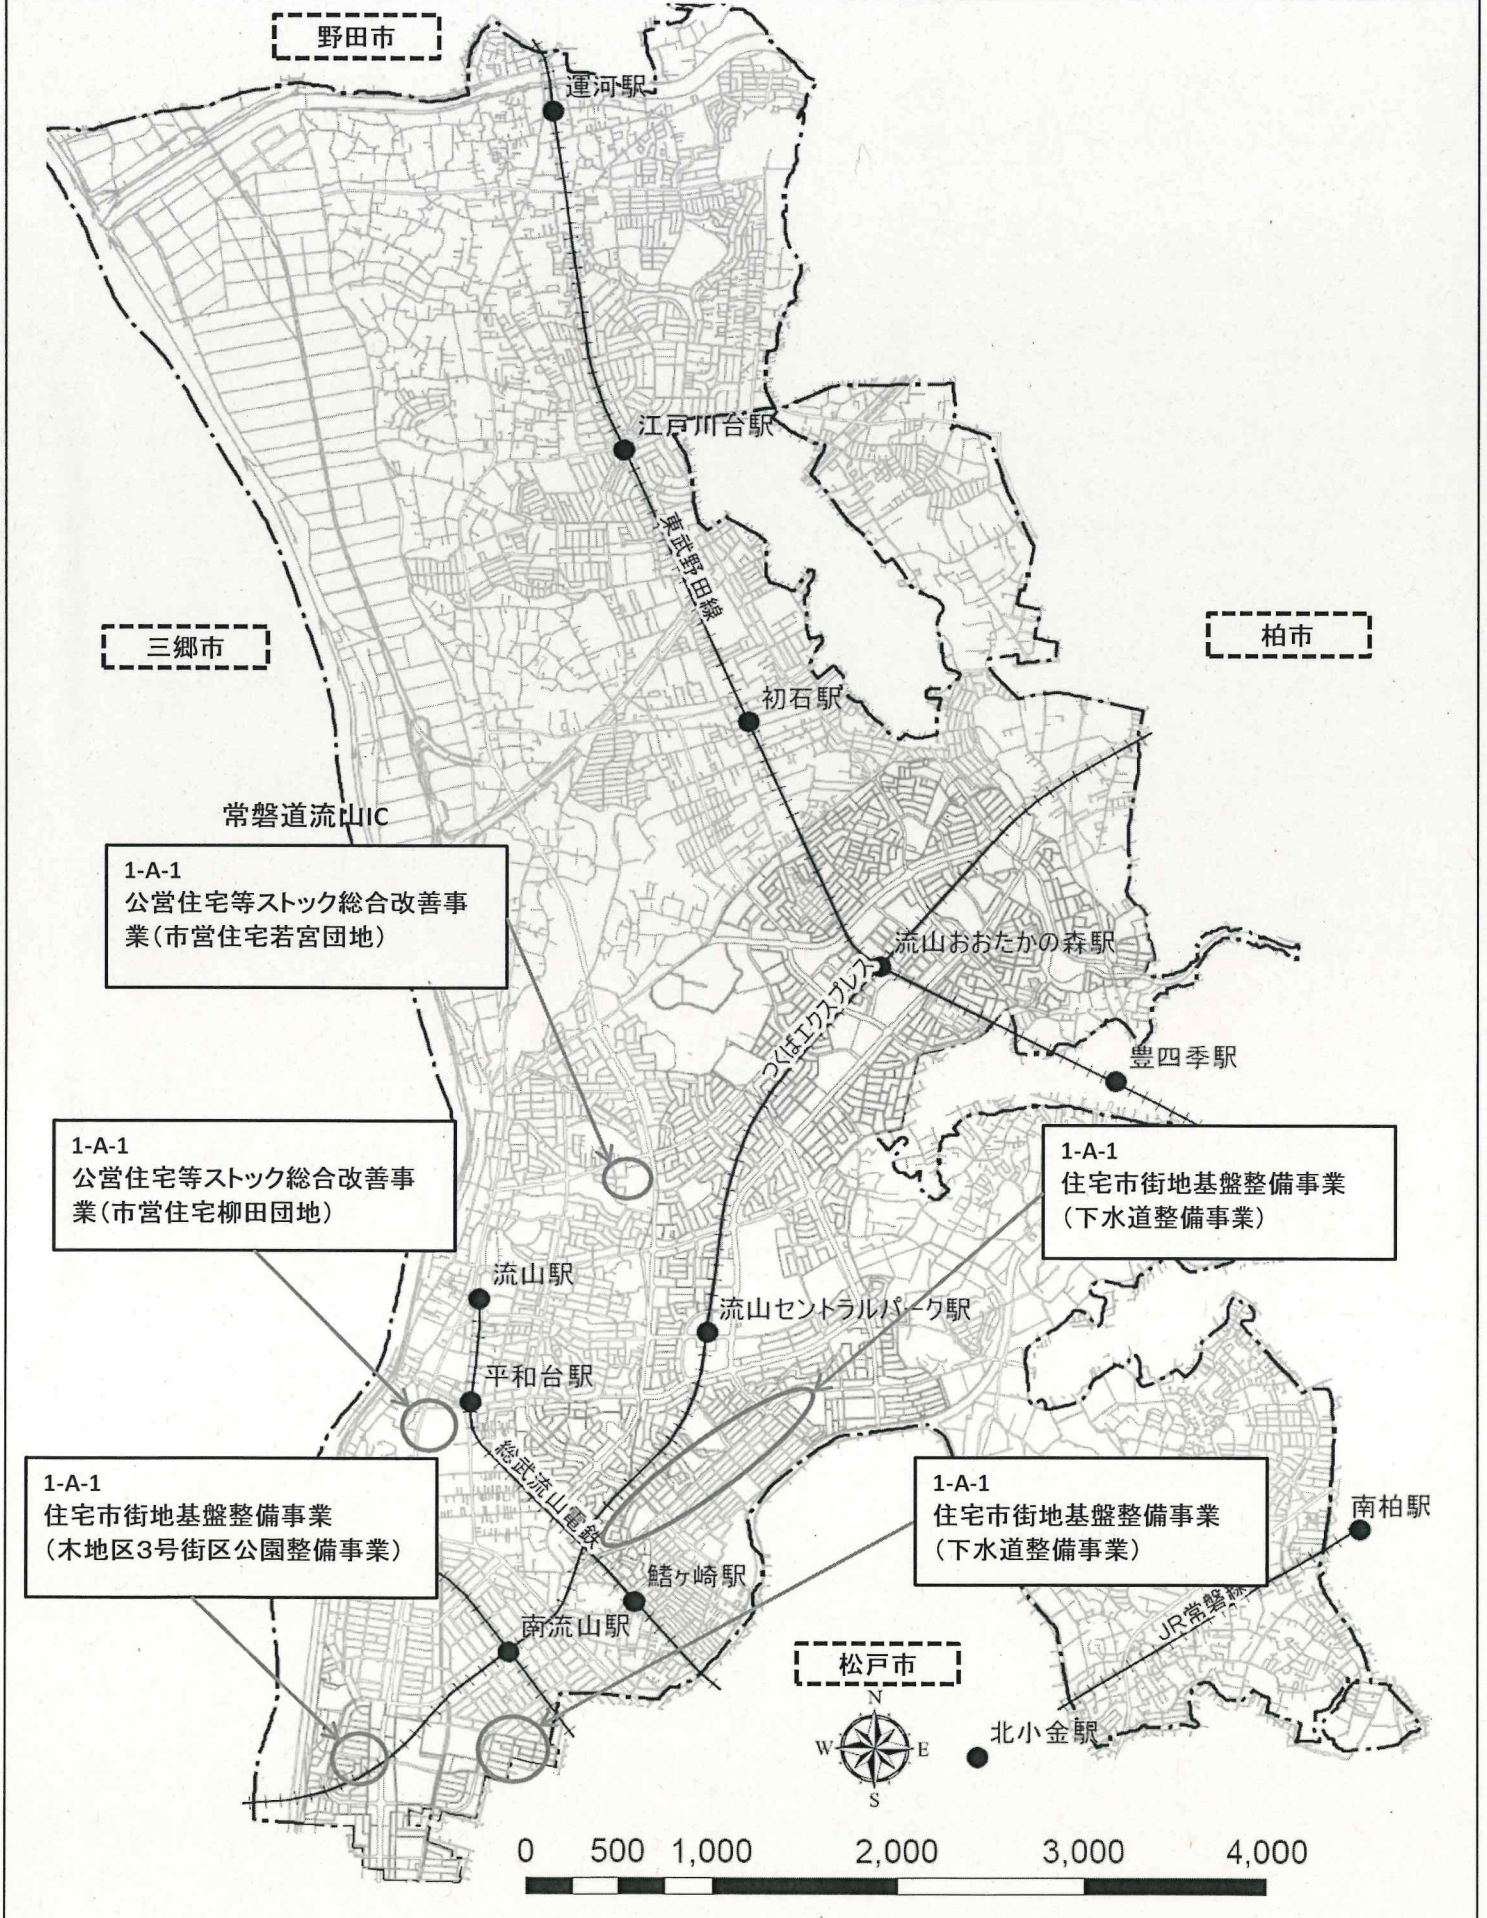 野田市
運河駅
江戸川台駅
東武野田線
三郷市
柏市
初石駅
常磐道流山IC
1-A-1
公営住宅等ストック総合改善事
業(市営住宅若宮団地)
流山おおたかの森駅
つくばエクスプレス
豊四季駅
1-A-1
公営住宅等ストック総合改善事
業(市営住宅柳田団地)
1-A-1
住宅市街地基盤整備事業
(下水道整備事業)
流山駅
流山セントラルパーク駅
平和台駅
総武流山電鉄
1-A-1
住宅市街地基盤整備事業
(木地区3号街区公園整備事業)
1-A-1
住宅市街地基盤整備事業
(下水道整備事業)
南柏駅
鰭ヶ崎駅
南流山駅
JR常磐線
松戸市
N
W
E
S
北小金駅
0 500 1,000 2,000 3,000 4,000